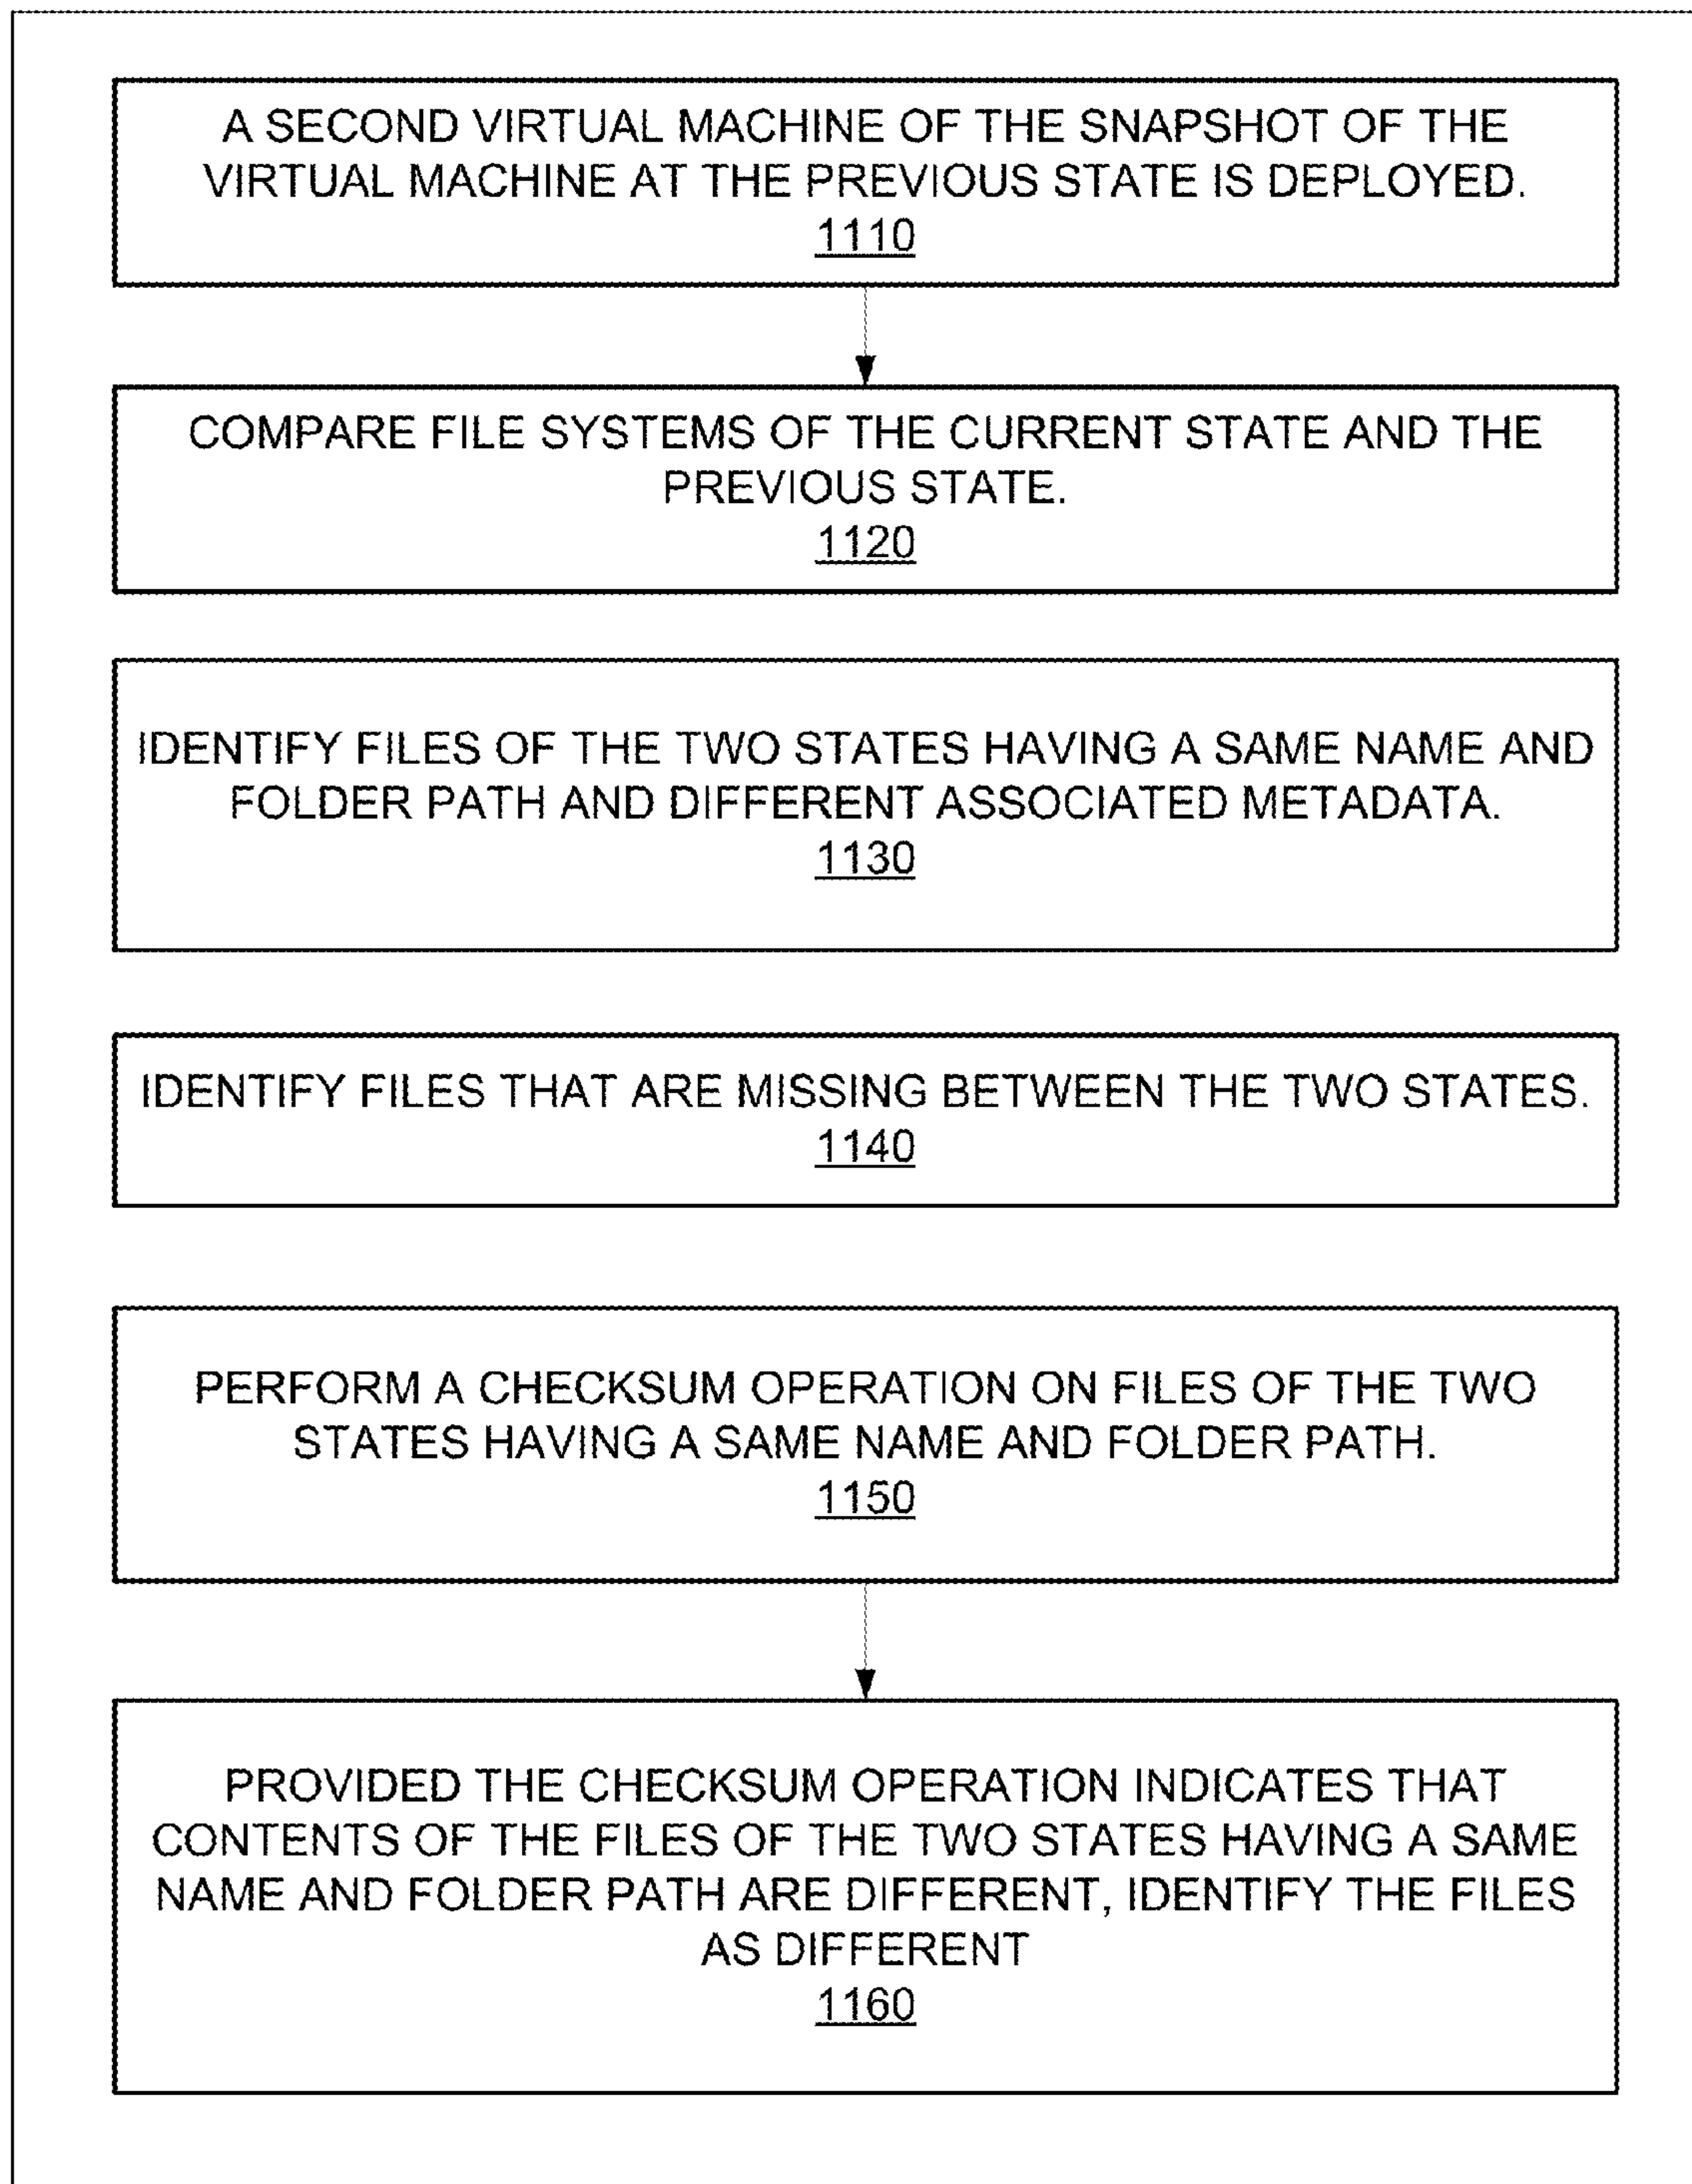 A SECOND VIRTUAL MACHINE OF THE SNAPSHOT OF THE
VIRTUAL MACHINE AT THE PREVIOUS STATE IS DEPLOYED.
1110
COMPARE FILE SYSTEMS OF THE CURRENT STATE AND THE
PREVIOUS STATE.
1120
IDENTIFY FILES OF THE TWO STATES HAVING A SAME NAME AND
FOLDER PATH AND DIFFERENT ASSOCIATED METADATA.
1130
IDENTIFY FILES THAT ARE MISSING BETWEEN THE TWO STATES.
1140
PERFORM A CHECKSUM OPERATION ON FILES OF THE TWO
STATES HAVING A SAME NAME AND FOLDER PATH.
1150
PROVIDED THE CHECKSUM OPERATION INDICATES THAT
CONTENTS OF THE FILES OF THE TWO STATES HAVING A SAME
NAME AND FOLDER PATH ARE DIFFERENT, IDENTIFY THE FILES
AS DIFFERENT
1160